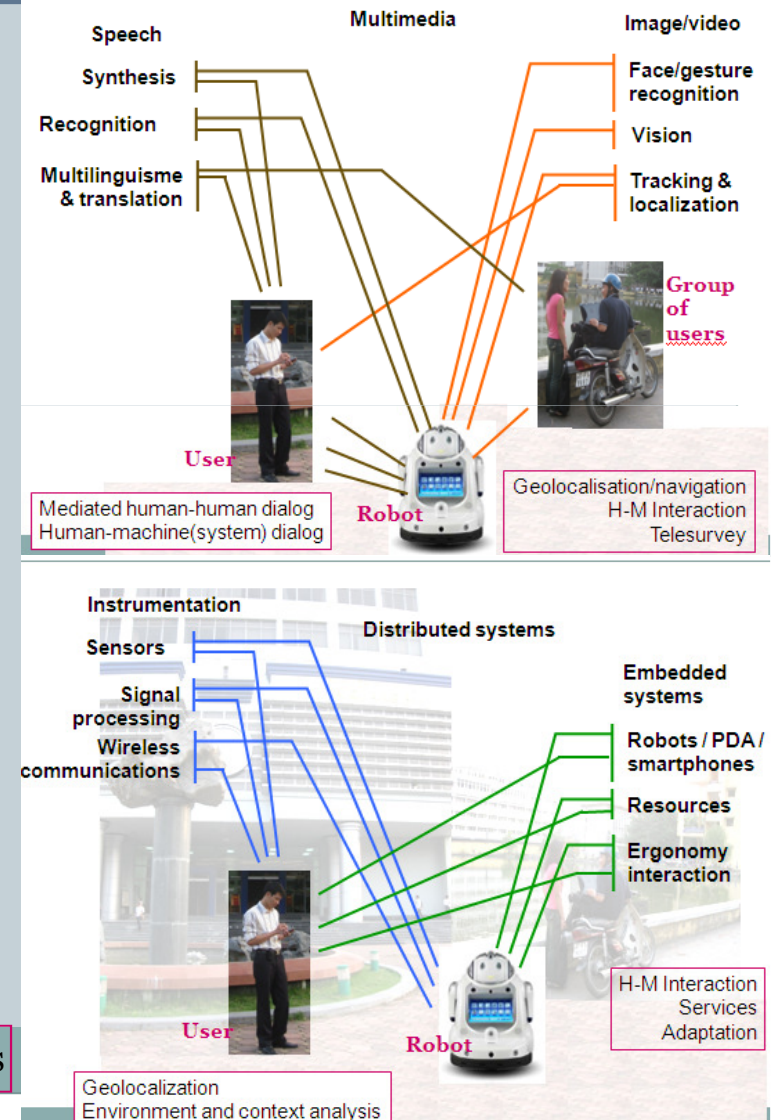 Multimedia
Speech
Synthesis
Recognition
Multilinguisme
& translation
Image/video
Face/gesture
recognition
Vision
Tracking &
localization
Group
of
users
User
Robot
Mediated human-human dialog
Human-machine(system) dialog
Geolocalisation/navigation
H-M Interaction
Telesurvey
Instrumentation
Distributed systems
Sensors
Signal
processing
Wireless
communications
Embedded
systems
Robots / PDA /
smartphones
Resources
Ergonomy
interaction
User
Robot
H-M Interaction
Services
Adaptation
s
Geolocalization
Environment and context analysis